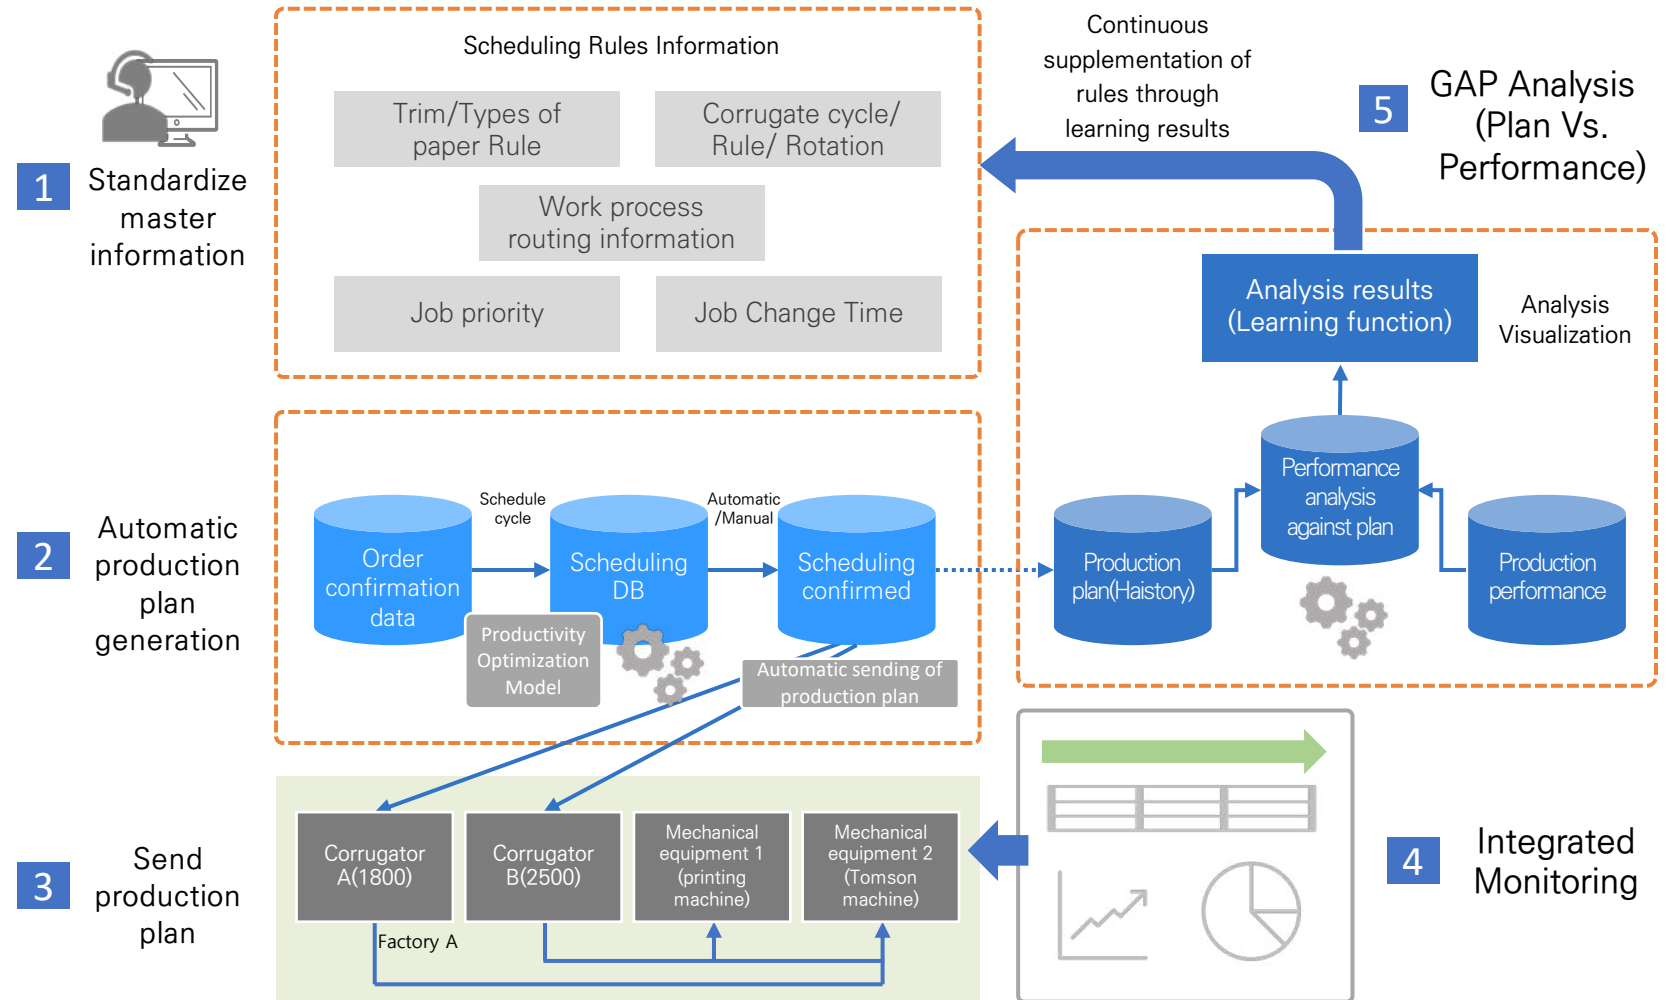 Scheduling Rules Information
Trim/Types of
paper Rule
Corrugate cycle/
Rule/ Rotation
Work process
routing information
Job priority
Job Change Time
1
Standardize
master
information
Continuous
supplementation of
rules through
learning results
5
GAP Analysis
(Plan Vs.
Performance)
Analysis results
(Learning function)
Analysis
Visualization
Performance
analysis
against plan
Production
plan(Haistory)
Production
performance
2
Automatic
production
plan
generation
Order
confirmation
data
Schedule
cycle
Scheduling
DB
Automatic
/Manual
Scheduling
confirmed
Productivity
Optimization
Model
Automatic sending of
production plan
3
Send
production
plan
Corrugator
A(1800)
Corrugator
B(2500)
Mechanical
equipment 1
(printing
machine)
Mechanical
equipment 2
(Tomson
machine)
Factory A
4
Integrated
Monitoring